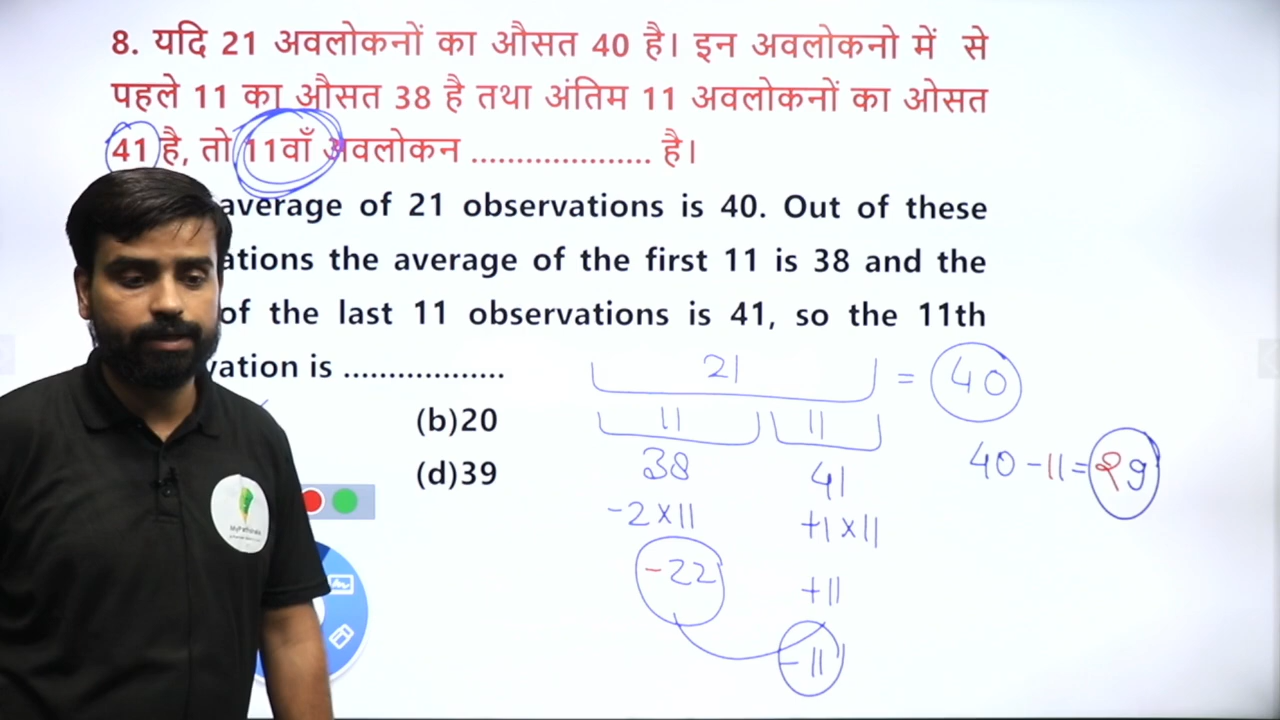 8. यदि 21 अवलोकनों का औसत 40 है। इन अवलोकनो में से
पहले 11 का औसत 38 है तथा अंतिम 11 अवलोकनों का ओसत
41 है, तो 11वाँ अवलोकन .................... है।
average of 21 observations is 40. Out of these
ations the average of the first 11 is 38 and the
of the last 11 observations is 41, so the 11th
vation is ..................
(b)20
(d)39
21 = 40
11 11
38 41
-2×11 +1×11
-22 +11
-11
40-11=29